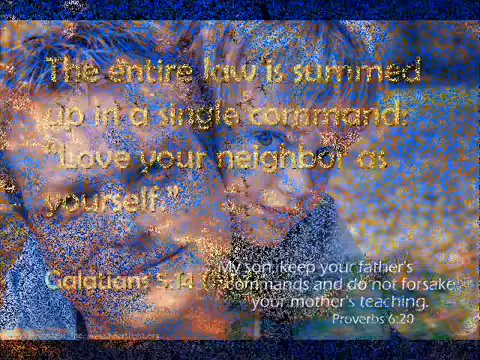 The entire law is summed
up in a single command:
"Love your neighbor as
yourself."
Galatians 5:14
My son, keep your father's
commands and do not forsake
your mother's teaching.
Proverbs 6:20